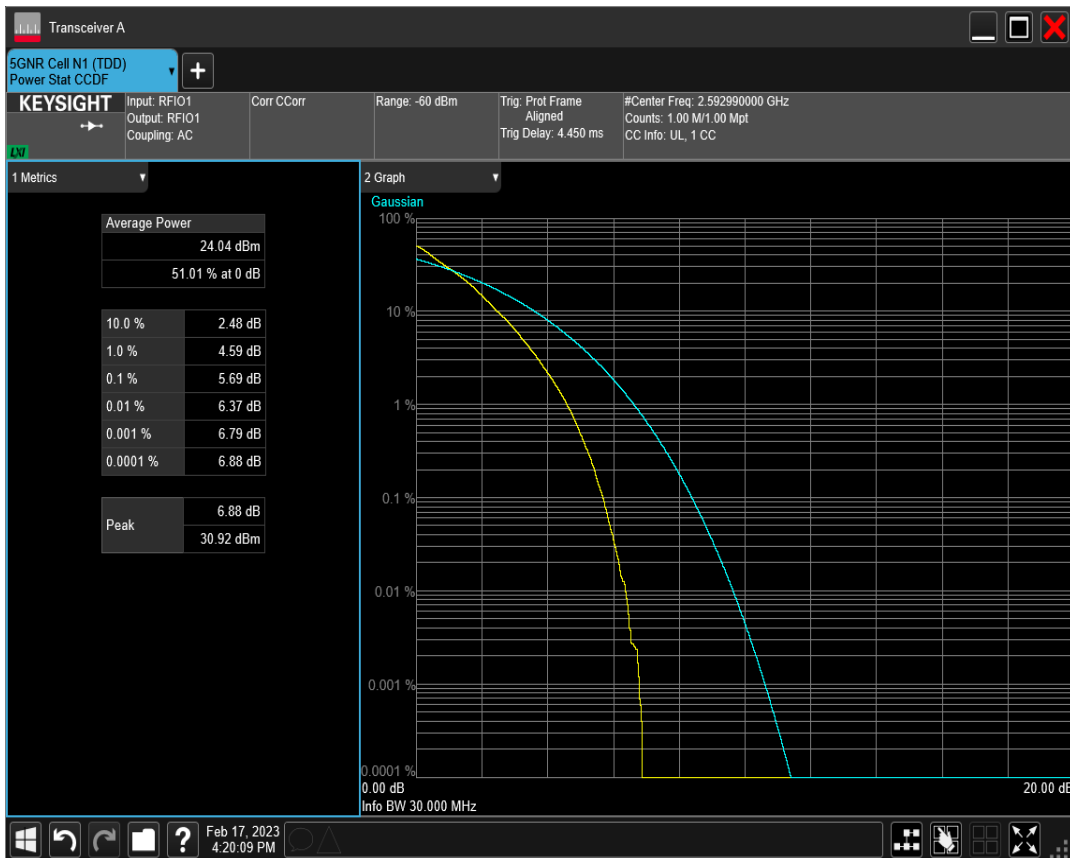 Transceiver A
5GNR Cell N1 (TDD)
Power Stat CCDF
KEYSIGHT
LXI
Input: RFIO1
Output: RFIO1
Coupling: AC
Corr CCorr
Range: -60 dBm
Trig: Prot Frame
Aligned
Trig Delay: 4.450 ms
#Center Freq: 2.592990000 GHz
Counts: 1.00 M/1.00 Mpt
CC Info: UL, 1 CC
1 Metrics
Average Power
24.04 dBm
51.01 % at 0 dB
10.0 % 2.48 dB
1.0 % 4.59 dB
0.1 % 5.69 dB
0.01 % 6.37 dB
0.001 % 6.79 dB
0.0001 % 6.88 dB
Peak
6.88 dB
30.92 dBm
2 Graph
Gaussian
100 %
10 %
1 %
0.1 %
0.01 %
0.001 %
0.0001 %
0.00 dB 20.00 dB
Info BW 30.000 MHz
? Feb 17, 2023
4:20:09 PM